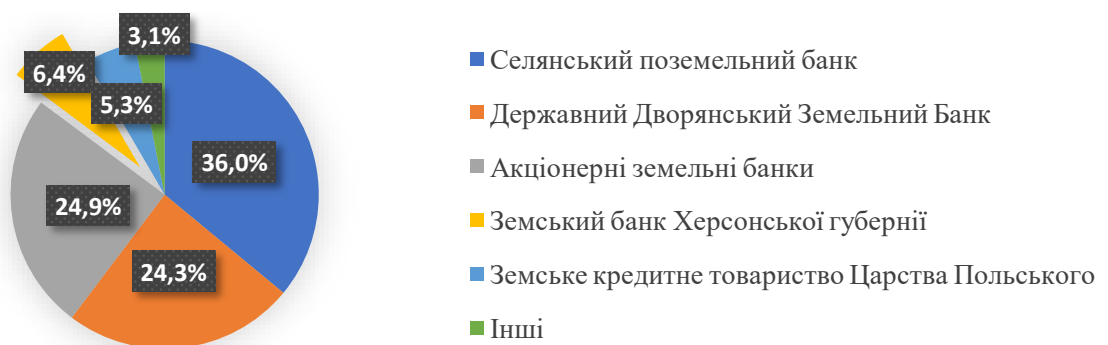 3,1%
6,4%
5,3%
36,0%
24,9%
24,3%
Селянський поземельний банк
Державний Дворянський Земельний Банк
Акціонерні земельні банки
Земський банк Херсонської губернії
Земське кредитне товариство Царства Польського
Інші